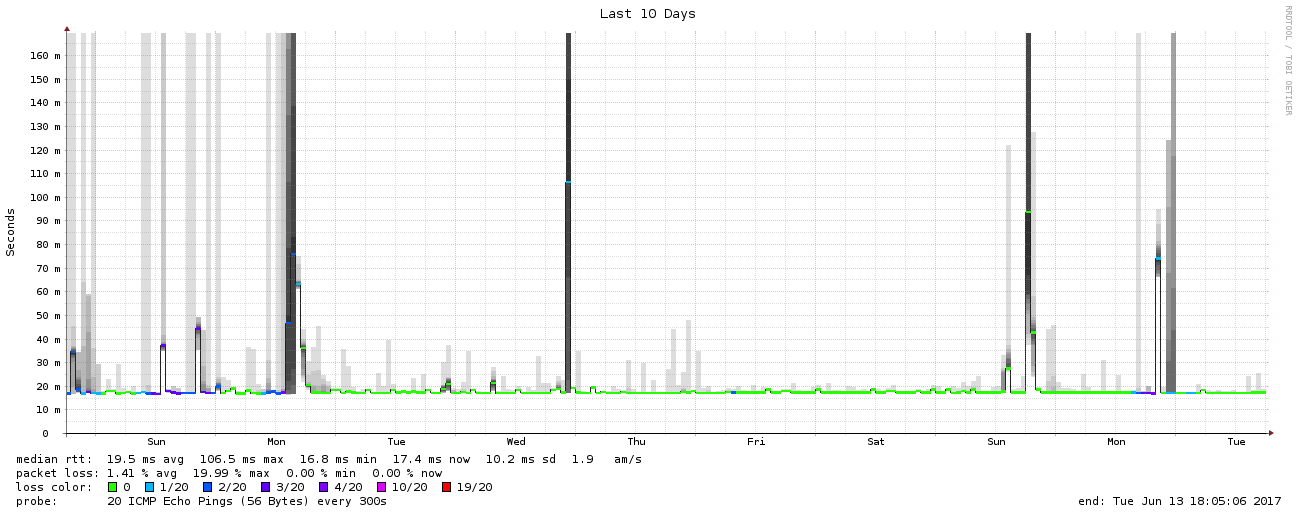 Last 10 Days
RRDTOOL / TOBI OETIKER
Seconds
160 m
150 m
140 m
130 m
120 m
110 m
100 m
90 m
80 m
70 m
60 m
50 m
40 m
30 m
20 m
10 m
0
Sun Mon Tue Wed Thu Fri Sat Sun Mon Tue
median rtt: 19.5 ms avg 106.5 ms max 16.8 ms min 17.4 ms now 10.2 ms sd 1.9 am/s
packet loss: 1.41 % avg 19.99 % max 0.00 % min 0.00 % now
loss color: 0 1/20 2/20 3/20 4/20 10/20 19/20
probe: 20 ICMP Echo Pings (56 Bytes) every 300s end: Tue Jun 13 18:05:06 2017